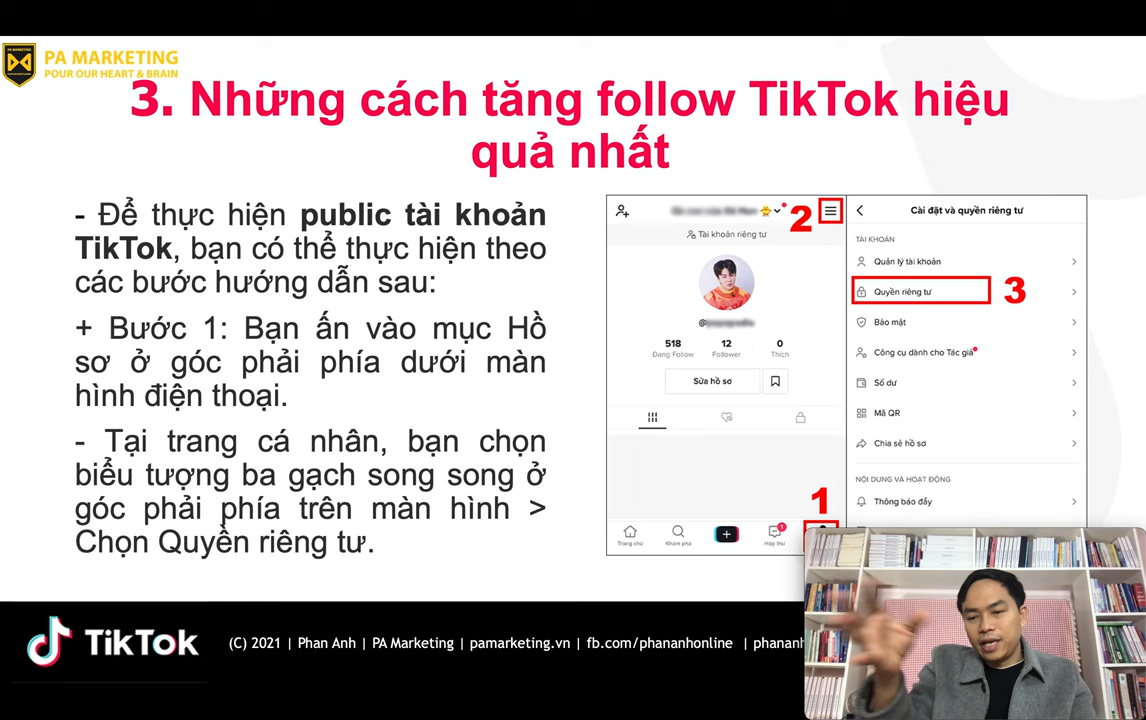 PA MARKETING
POUR OUR HEART & BRAIN
3. Những cách tăng follow TikTok hiệu
quả nhất
- Để thực hiện public tài khoản
TikTok, bạn có thể thực hiện theo
các bước hướng dẫn sau:
+ Bước 1: Bạn ấn vào mục Hồ
sơ ở góc phải phía dưới màn
hình điện thoại.
- Tại trang cá nhân, bạn chọn
biểu tượng ba gạch song song ở
góc phải phía trên màn hình >
Chọn Quyền riêng tư.
2
Tài khoản riêng tư
@
518
12
0
Đang Follow
Follower
Thích
Sửa hồ sơ
1
Trang chủ
Khám phá
Hộp thư
1
Cài đặt và quyền riêng tư
TÀI KHOẢN
Quản lý tài khoản
Quyền riêng tư
3
Bảo mật
Công cụ dành cho Tác giả
Số dư
Mã QR
Chia sẻ hồ sơ
NỘI DUNG VÀ HOẠT ĐỘNG
Thông báo đẩy
TikTok
(C) 2021 | Phan Anh | PA Marketing | pamarketing.vn | fb.com/phananhonline | phananh